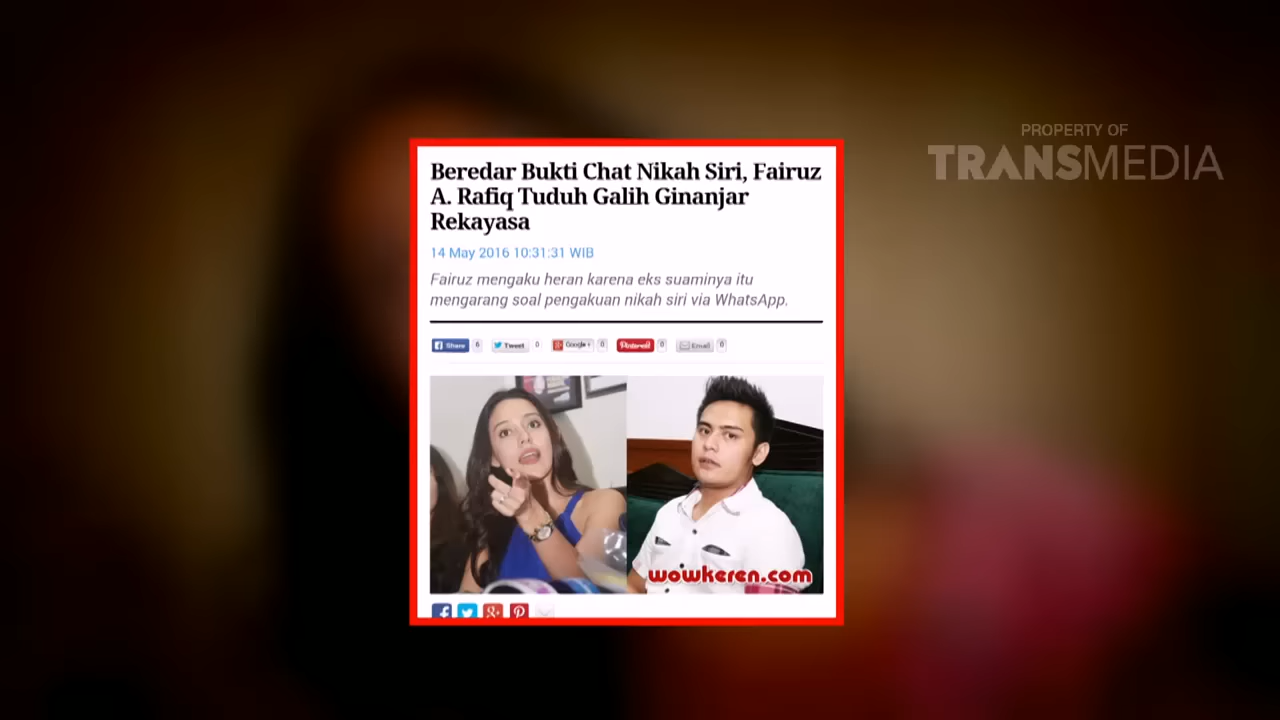 PROPERTY OF
TRANSMEDIA
Beredar Bukti Chat Nikah Siri, Fairuz
A. Rafiq Tuduh Galih Ginanjar
Rekayasa
14 May 2016 10:31:31 WIB
Fairuz mengaku heran karena eks suaminya itu
mengarang soal pengakuan nikah siri via WhatsApp.
Share 6 Tweet 0 Google + 0 Pinterest 0 Email 0
wowkeren.com